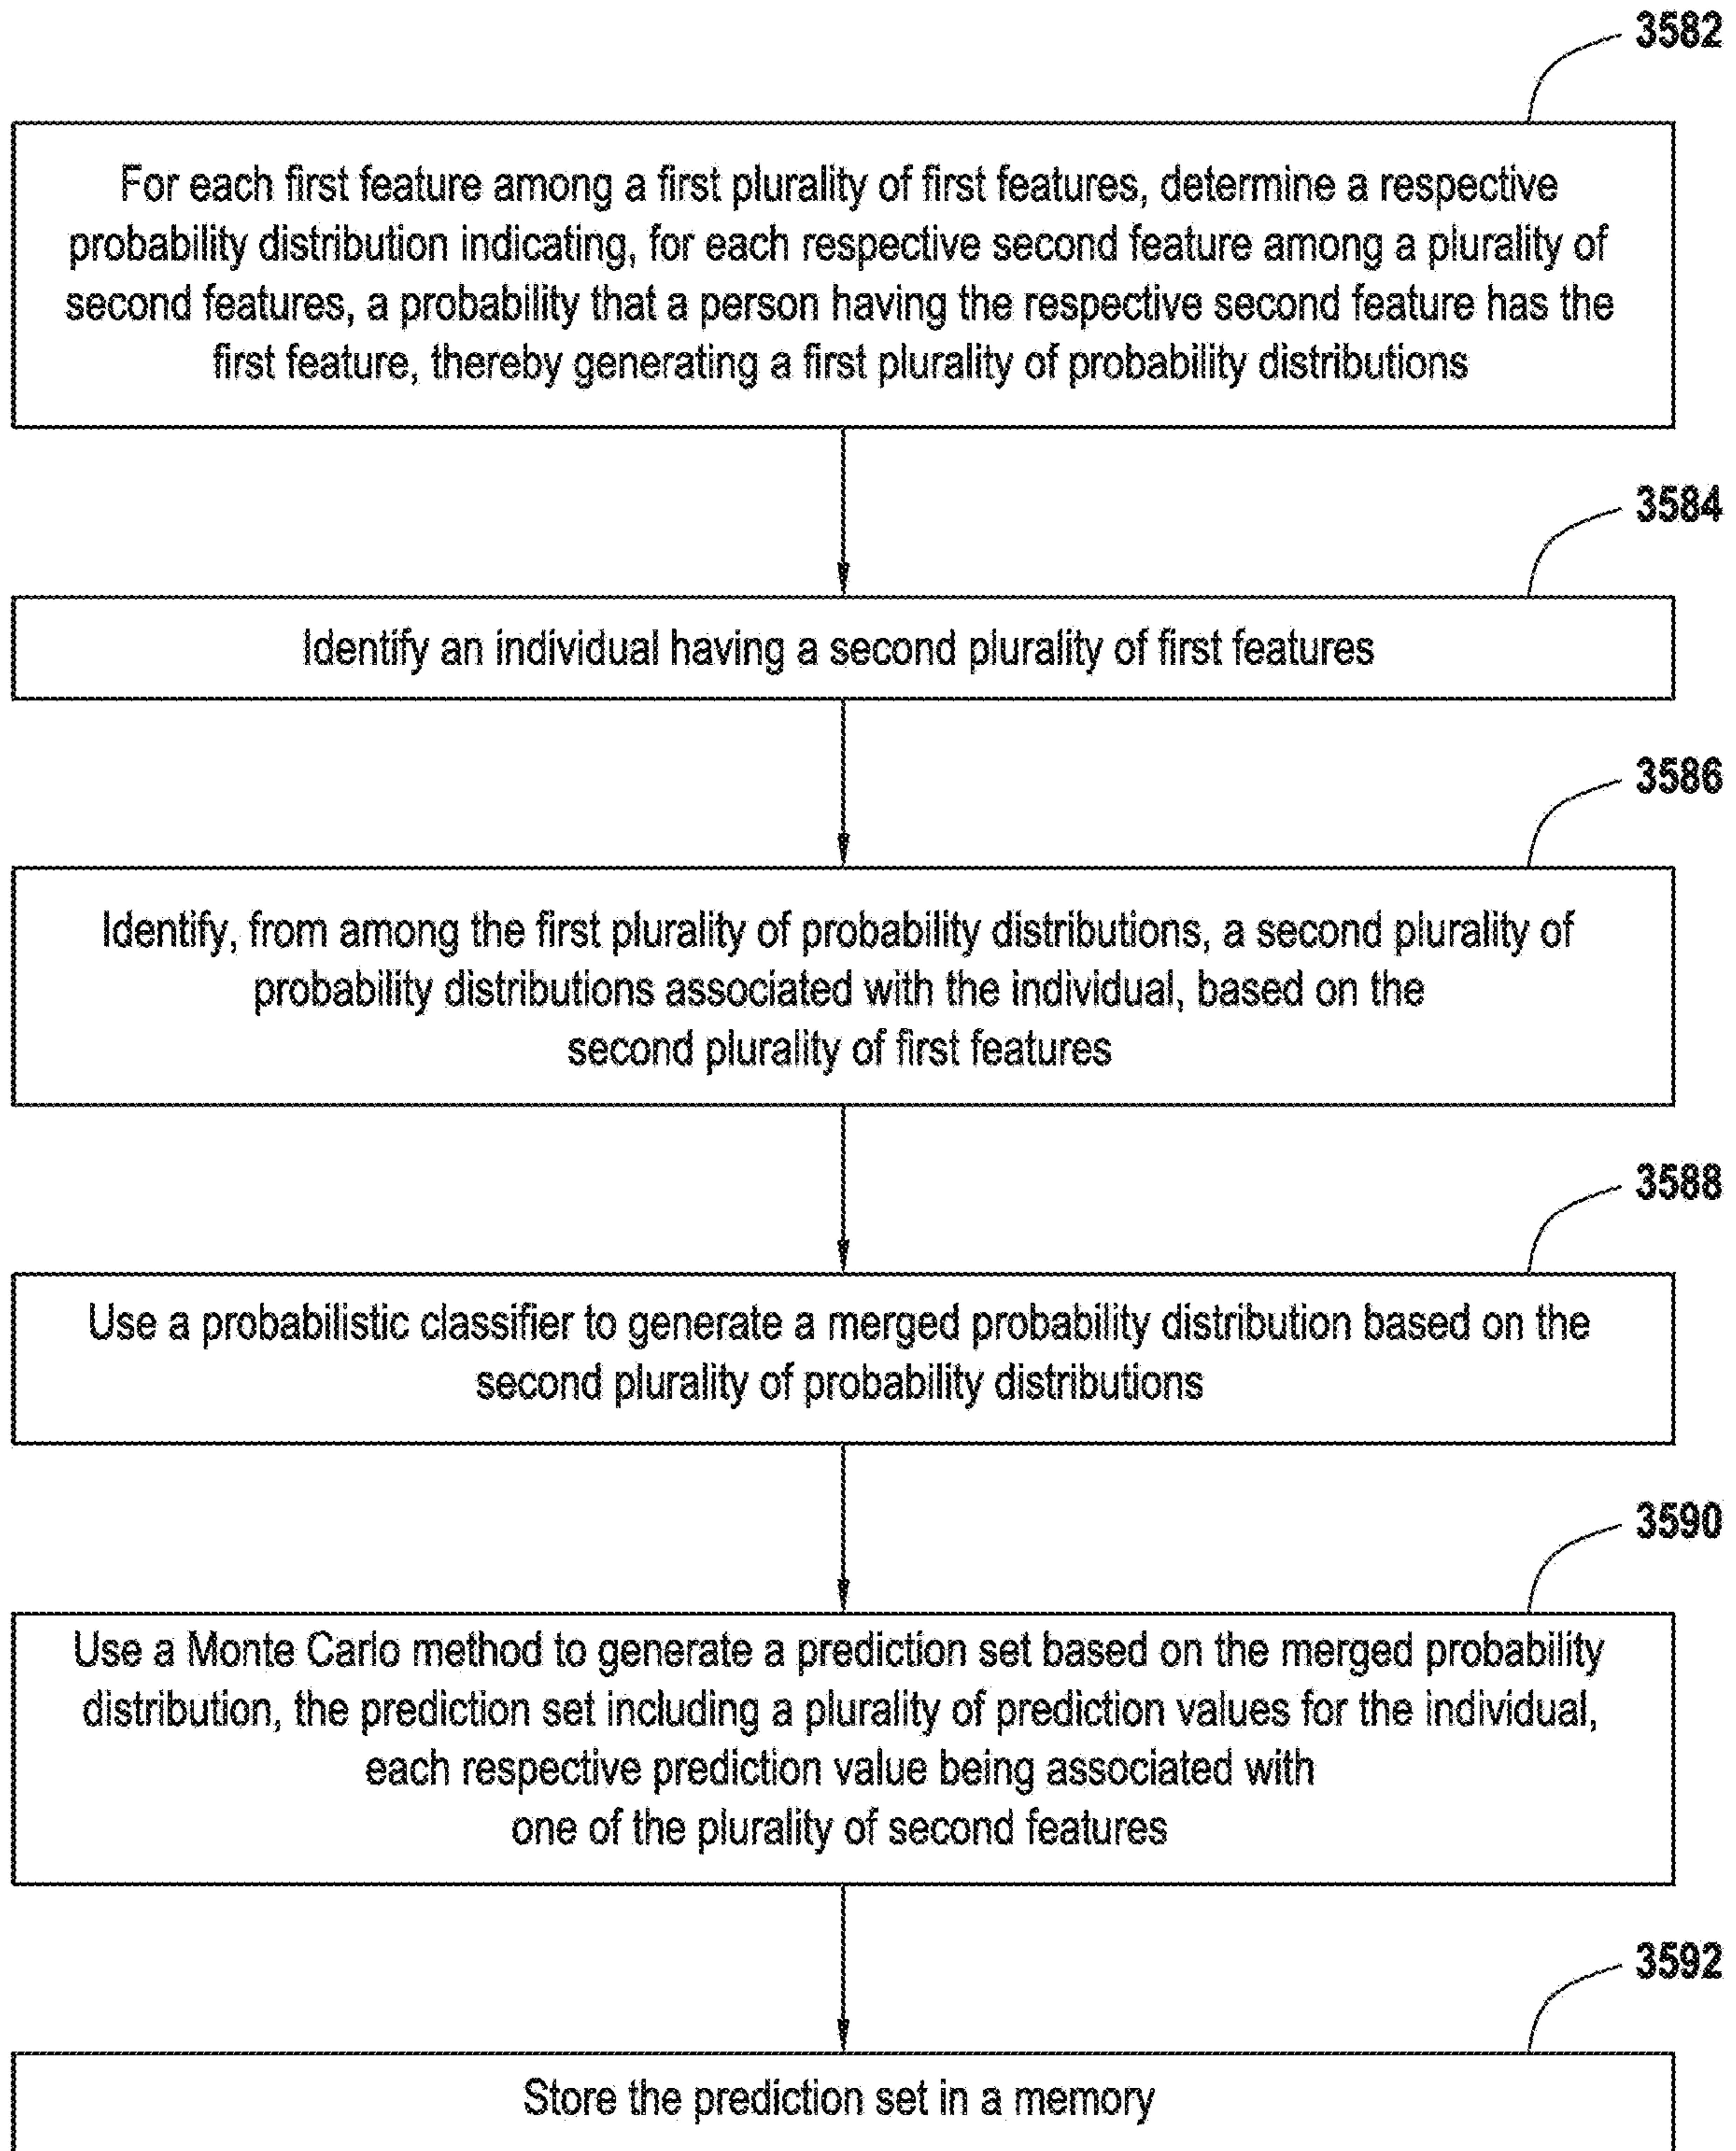 3582
For each first feature among a first plurality of first features, determine a respective
probability distribution indicating, for each respective second feature among a plurality of
second features, a probability that a person having the respective second feature has the
first feature, thereby generating a first plurality of probability distributions
3584
Identify an individual having a second plurality of first features
3586
Identify, from among the first plurality of probability distributions, a second plurality of
probability distributions associated with the individual, based on the
second plurality of first features
3588
Use a probabilistic classifier to generate a merged probability distribution based on the
second plurality of probability distributions
3590
Use a Monte Carlo method to generate a prediction set based on the merged probability
distribution, the prediction set including a plurality of prediction values for the individual,
each respective prediction value being associated with
one of the plurality of second features
3592
Store the prediction set in a memory